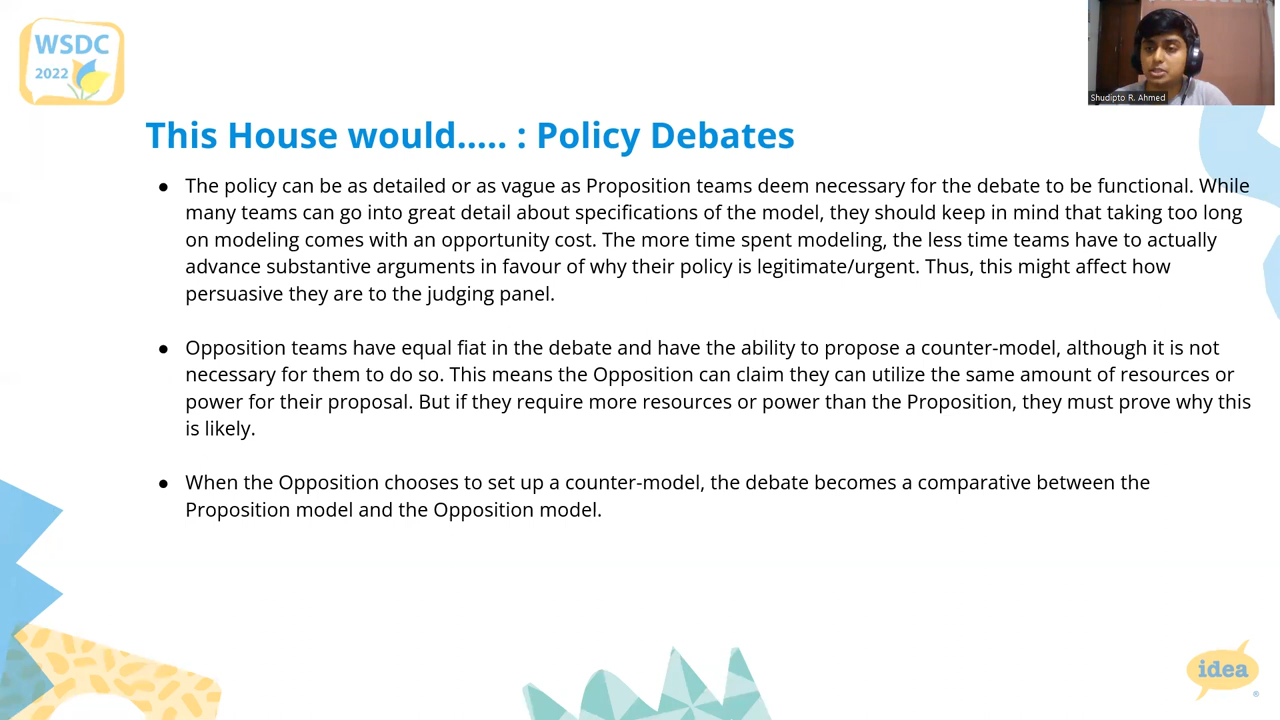 WSDC
2022
Shudipto R. Ahmed
This House would..... : Policy Debates
● The policy can be as detailed or as vague as Proposition teams deem necessary for the debate to be functional. While
many teams can go into great detail about specifications of the model, they should keep in mind that taking too long
on modeling comes with an opportunity cost. The more time spent modeling, the less time teams have to actually
advance substantive arguments in favour of why their policy is legitimate/urgent. Thus, this might affect how
persuasive they are to the judging panel.
● Opposition teams have equal fiat in the debate and have the ability to propose a counter-model, although it is not
necessary for them to do so. This means the Opposition can claim they can utilize the same amount of resources or
power for their proposal. But if they require more resources or power than the Proposition, they must prove why this
is likely.
● When the Opposition chooses to set up a counter-model, the debate becomes a comparative between the
Proposition model and the Opposition model.
idea
®